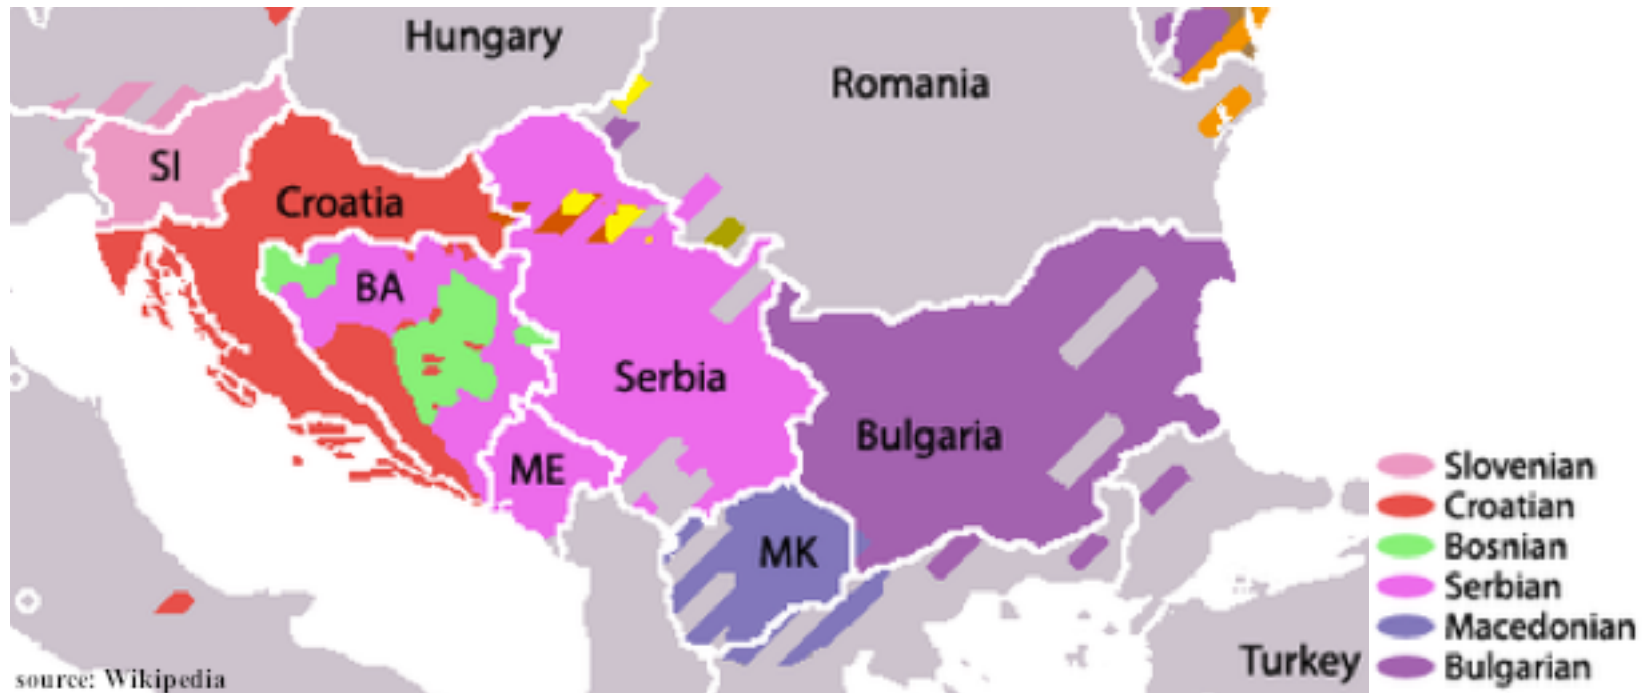 Hungary
Romania
SI
Croatia
BA
Serbia
Bulgaria
ME
MK
Turkey
Slovenian
Croatian
Bosnian
Serbian
Macedonian
Bulgarian
source: Wikipedia